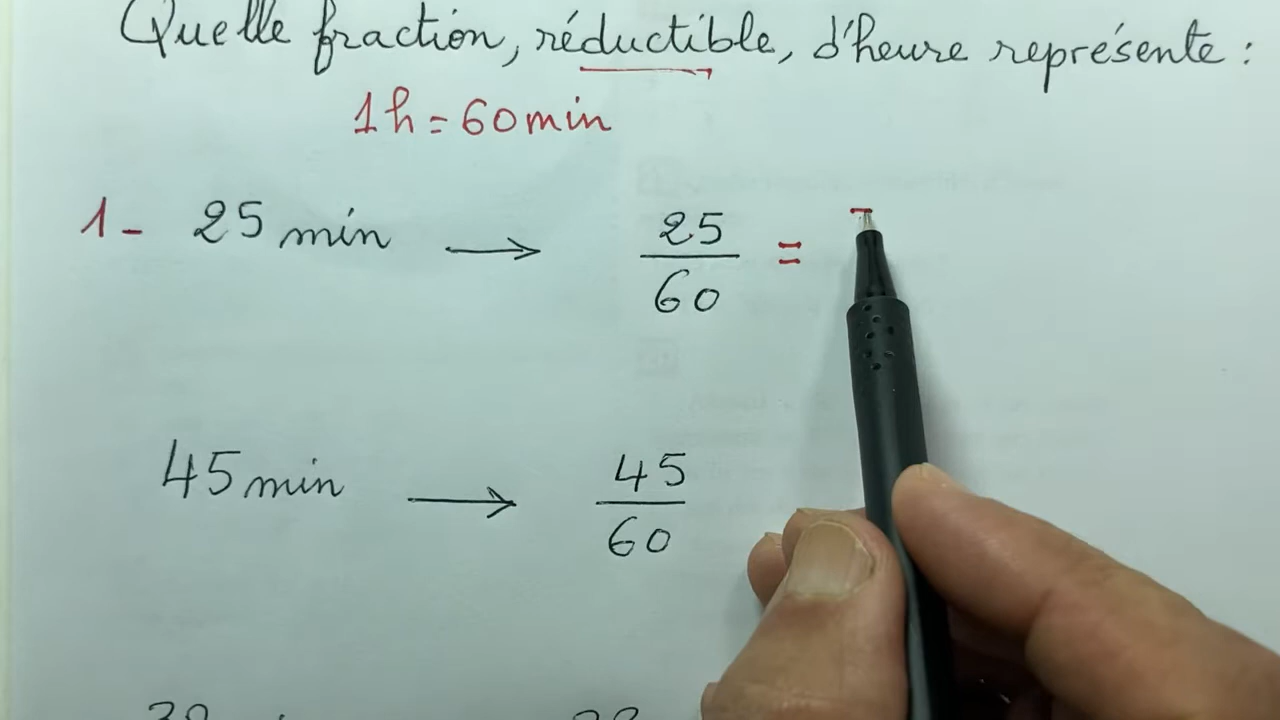 Quelle fraction, réductible, d'heure représente :
1h = 60min
1- 25 min → 25/60 =
45 min → 45/60